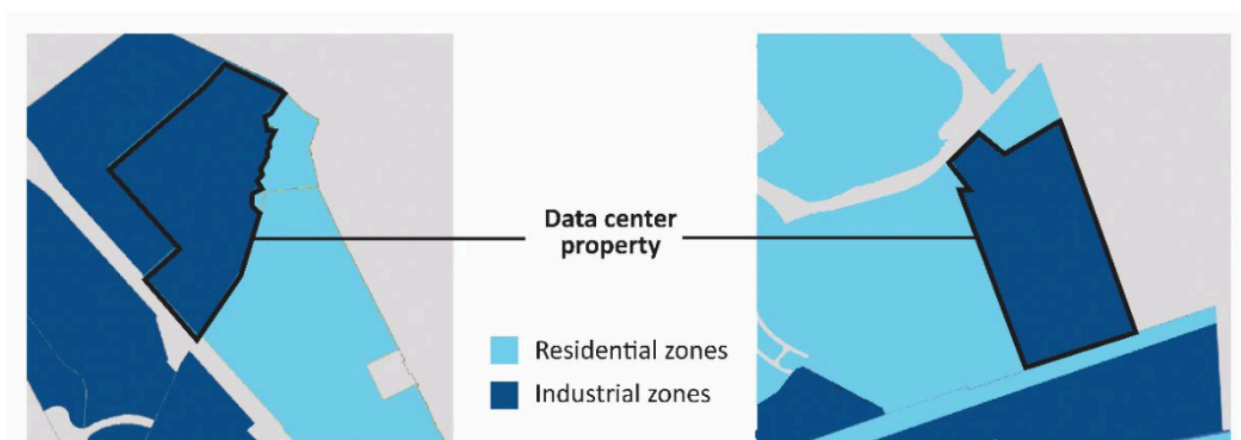 Data center
property
Residential zones
Industrial zones